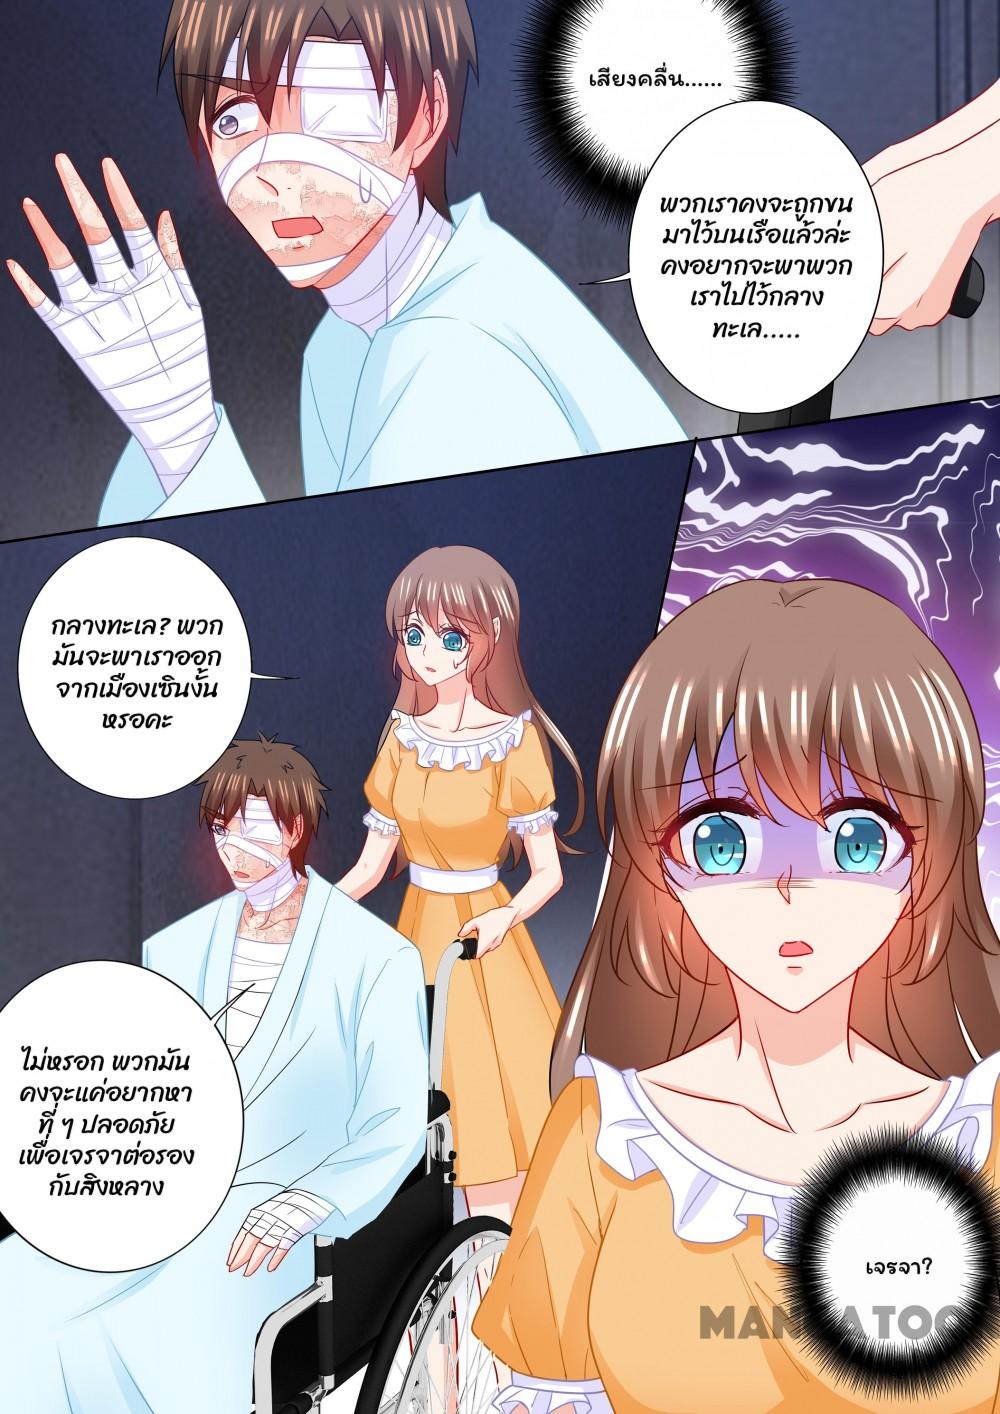 เสียงคลื่น......
พวกเราคงจะถูกขน
มาไว้บนเรือแล้วล่ะ
คงอยากจะพาพวก
เราไปไว้กลาง
ทะเล.....
กลางทะเล? พวก
มันจะพาเราออก
จากเมืองเซินงั้น
หรอคะ
ไม่หรอก พวกมัน
คงจะแค่อยากหา
ที่ ๆ ปลอดภัย
เพื่อเจรจาต่อรอง
กับสิงหลาง
เจรจา?